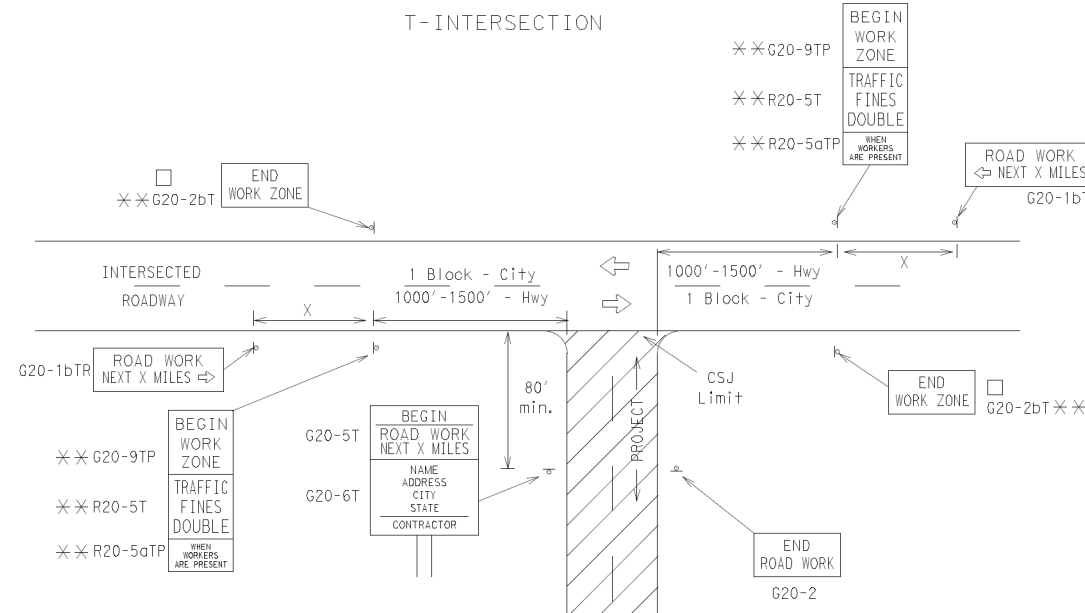 T-INTERSECTION
BEGIN
WORK
ZONE
**G20-9TP
TRAFFIC
FINES
DOUBLE
**R20-5T
WHEN
WORKERS
ARE PRESENT
**R20-5aTP
ROAD WORK
⇦ NEXT X MILES
G20-1bT
END
WORK ZONE
□
**G20-2bT
INTERSECTED
ROADWAY
1 Block - City
1000'-1500' - Hwy
X
1000'-1500' - Hwy
1 Block - City
X
G20-1bTR
ROAD WORK
NEXT X MILES ⇨
80'
min.
CSJ
Limit
PROJECT
END
WORK ZONE
□
G20-2bT**
BEGIN
WORK
ZONE
**G20-9TP
TRAFFIC
FINES
DOUBLE
**R20-5T
WHEN
WORKERS
ARE PRESENT
**R20-5aTP
G20-5T
BEGIN
ROAD WORK
NEXT X MILES
G20-6T
NAME
ADDRESS
CITY
STATE
CONTRACTOR
END
ROAD WORK
G20-2